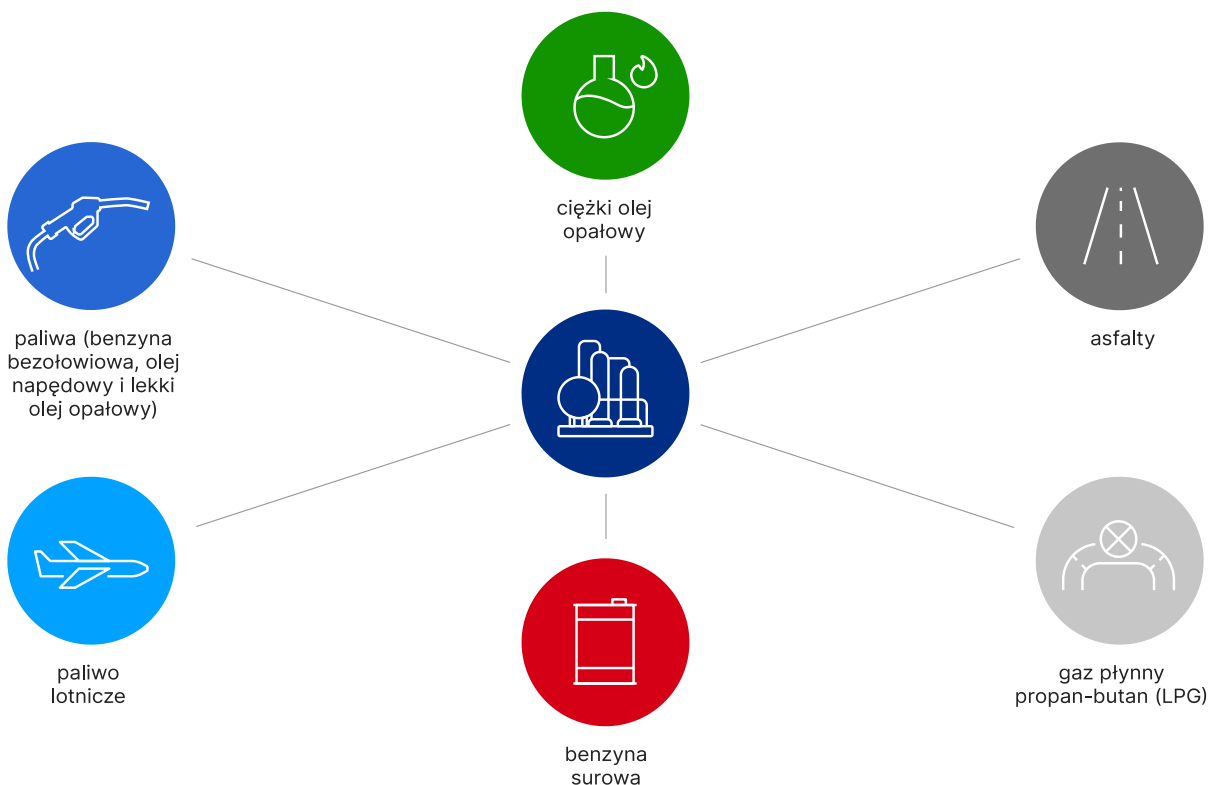 ciężki olej
opałowy
paliwa (benzyna
bezołowiowa, olej
napędowy i lekki
olej opałowy)
asfalty
paliwo
lotnicze
gaz płynny
propan-butan (LPG)
benzyna
surowa